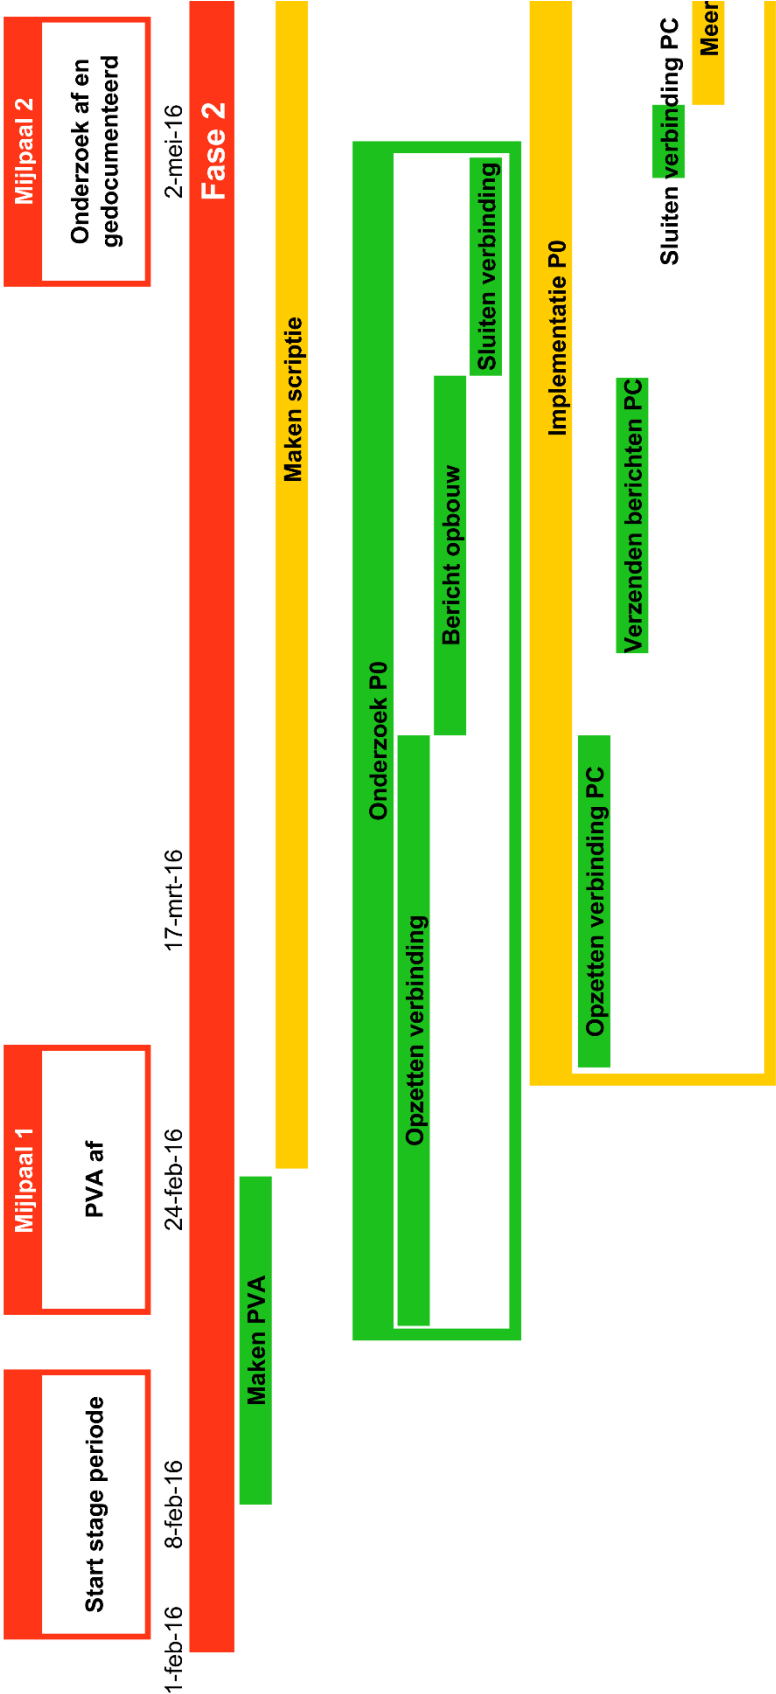 Start stage periode
Mijlpaal 1
PVA af
Mijlpaal 2
Onderzoek af en
gedocumenteerd
1-feb-16
8-feb-16
24-feb-16
17-mrt-16
2-mei-16
Fase 2
Maken PVA
Maken scriptie
Onderzoek P0
Opzetten verbinding
Bericht opbouw
Sluiten verbinding
Implementatie P0
Opzetten verbinding PC
Verzenden berichten PC
Sluiten verbinding PC
Meer